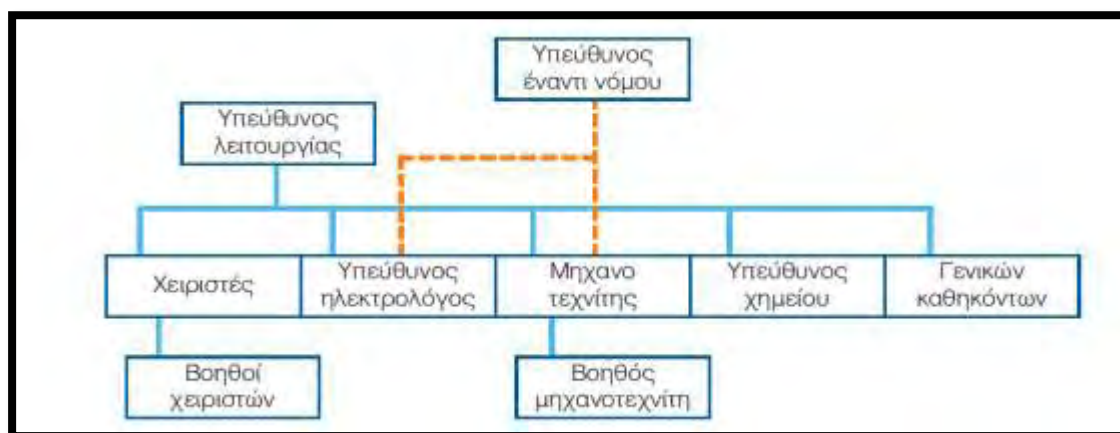 Υπεύθυνος
έναντι νόμου
Υπεύθυνος
λειτουργίας
Χειριστές
Υπεύθυνος
ηλεκτρολόγος
Μηχανο
τεχνίτης
Υπεύθυνος
χημείου
Γενικών
καθηκόντων
Βοηθοί
χειριστών
Βοηθός
μηχανοτεχνίτη